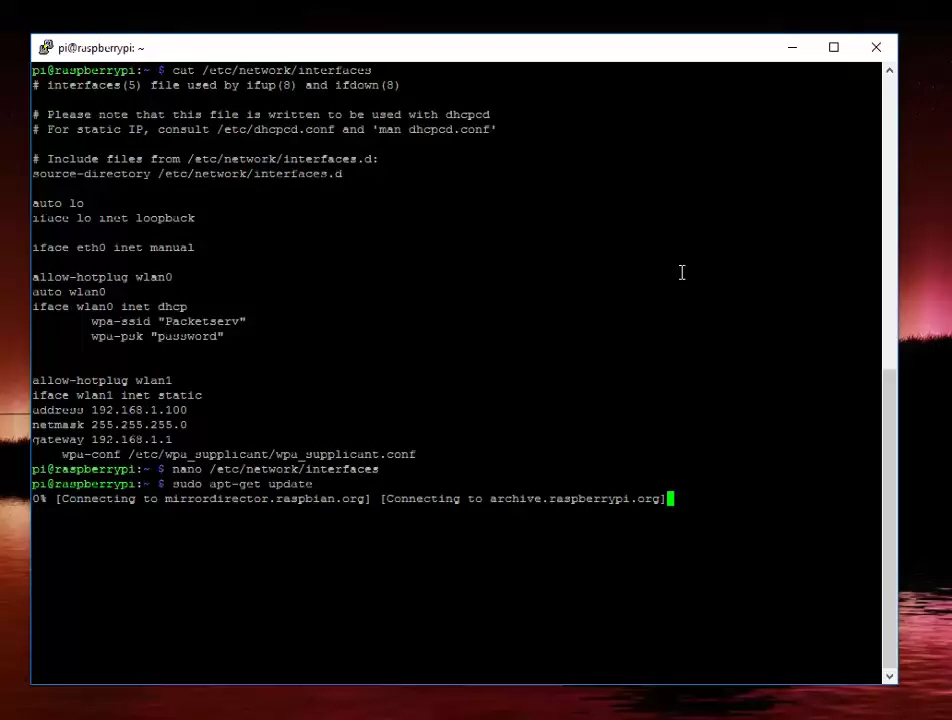 pi@raspberrypi: ~
pi@raspberrypi:~ $ cat /etc/network/interfaces
# interfaces(5) file used by ifup(8) and ifdown(8)
# Please note that this file is written to be used with dhcpcd
# For static IP, consult /etc/dhcpcd.conf and 'man dhcpcd.conf'
# Include files from /etc/network/interfaces.d:
source-directory /etc/network/interfaces.d
auto lo
iface lo inet loopback
iface eth0 inet manual
allow-hotplug wlan0
auto wlan0
iface wlan0 inet dhcp
wpa-ssid "Packetserv"
wpa-psk "password"
allow-hotplug wlan1
iface wlan1 inet static
address 192.168.1.100
netmask 255.255.255.0
gateway 192.168.1.1
wpa-conf /etc/wpa_supplicant/wpa_supplicant.conf
pi@raspberrypi:~ $ nano /etc/network/interfaces
pi@raspberrypi:~ $ sudo apt-get update
0% [Connecting to mirrordirector.raspbian.org] [Connecting to archive.raspberrypi.org]